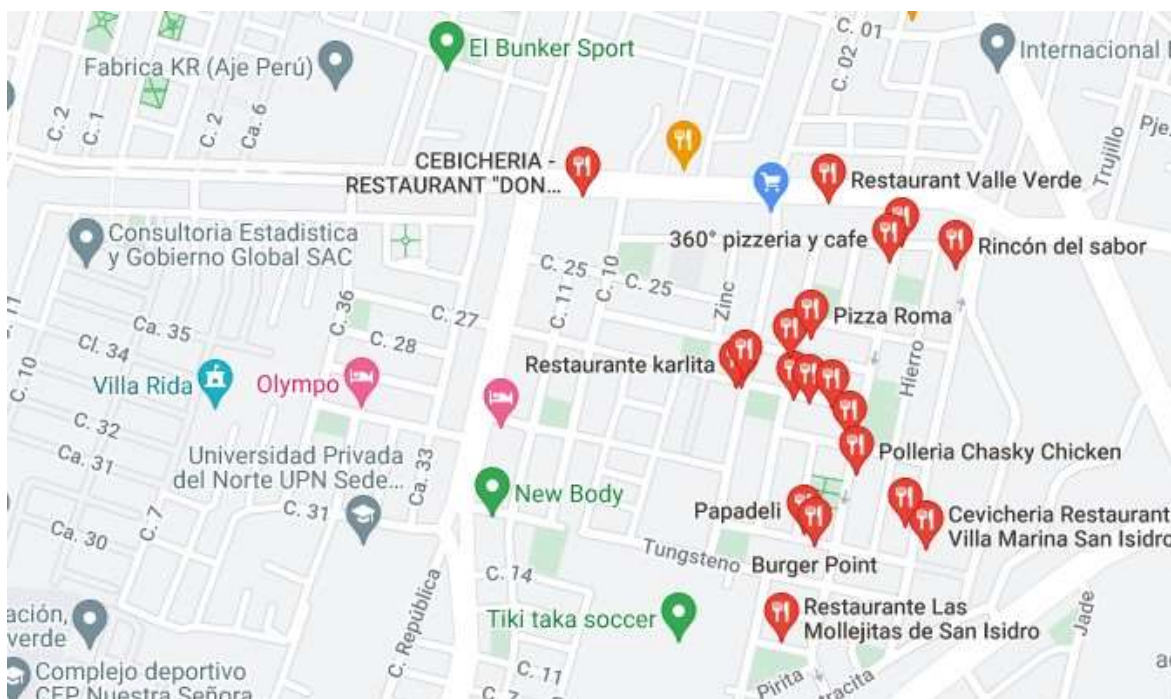 C. 01
El Bunker Sport
Internacional
Fabrica KR (Aje Perú)
C. 02
C. 2
C. 1
C. 2
Ca. 6
Trujillo
CEBICHERIA -
RESTAURANT "DON...
Restaurant Valle Verde
Consultoria Estadistica
y Gobierno Global SAC
360° pizzeria y cafe
Rincón del sabor
C. 25
C. 25
C. 10
C. 11
Zinc
C. 36
C. 27
Pizza Roma
Ca. 35
Cl. 34
C. 28
C. 10
Restaurante karlita
Hierro
Villa Rida
Olympo
C. 32
Ca. 31
Universidad Privada
del Norte UPN Sede...
Ca. 33
Polleria Chasky Chicken
New Body
Papadeli
C. 7
C. 31
Cevicheria Restaurant
Villa Marina San Isidro
Ca. 30
Tungsteno
Burger Point
C. 14
C. República
Tiki taka soccer
Restaurante Las
Mollejitas de San Isidro
Jade
verde
Complejo deportivo
CEP Nuestra Señora
C. 11
Pirita